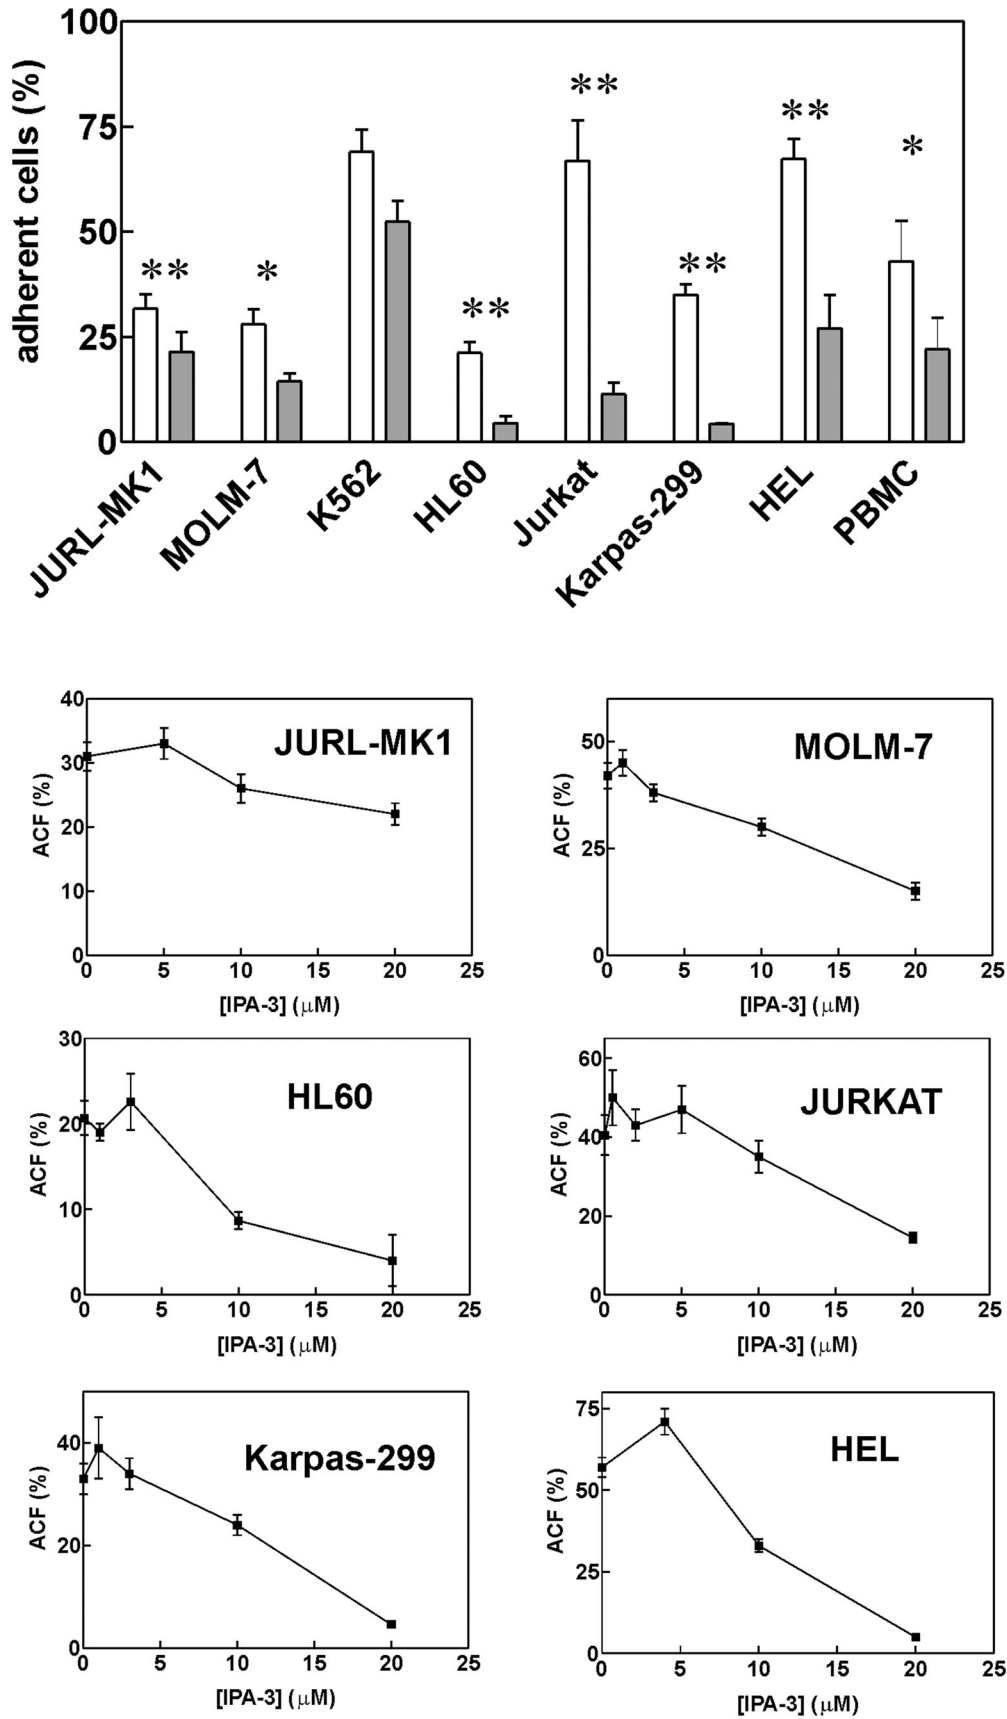 adherent cells (%)
100
75
50
25
0
** * ** ** ** ** *
JURL-MK1 MOLM-7 K562 HL60 Jurkat Karpas-299 HEL PBMC
JURL-MK1
ACF (%)
40
30
20
10
0
0 5 10 15 20 25
[IPA-3] (μM)
MOLM-7
ACF (%)
50
25
0
0 5 10 15 20 25
[IPA-3] (μM)
HL60
ACF (%)
30
20
10
0
0 5 10 15 20 25
[IPA-3] (μM)
JURKAT
ACF (%)
60
40
20
0
0 5 10 15 20 25
[IPA-3] (μM)
Karpas-299
ACF (%)
40
20
0
0 5 10 15 20 25
[IPA-3] (μM)
HEL
ACF (%)
75
50
25
0
0 5 10 15 20 25
[IPA-3] (μM)